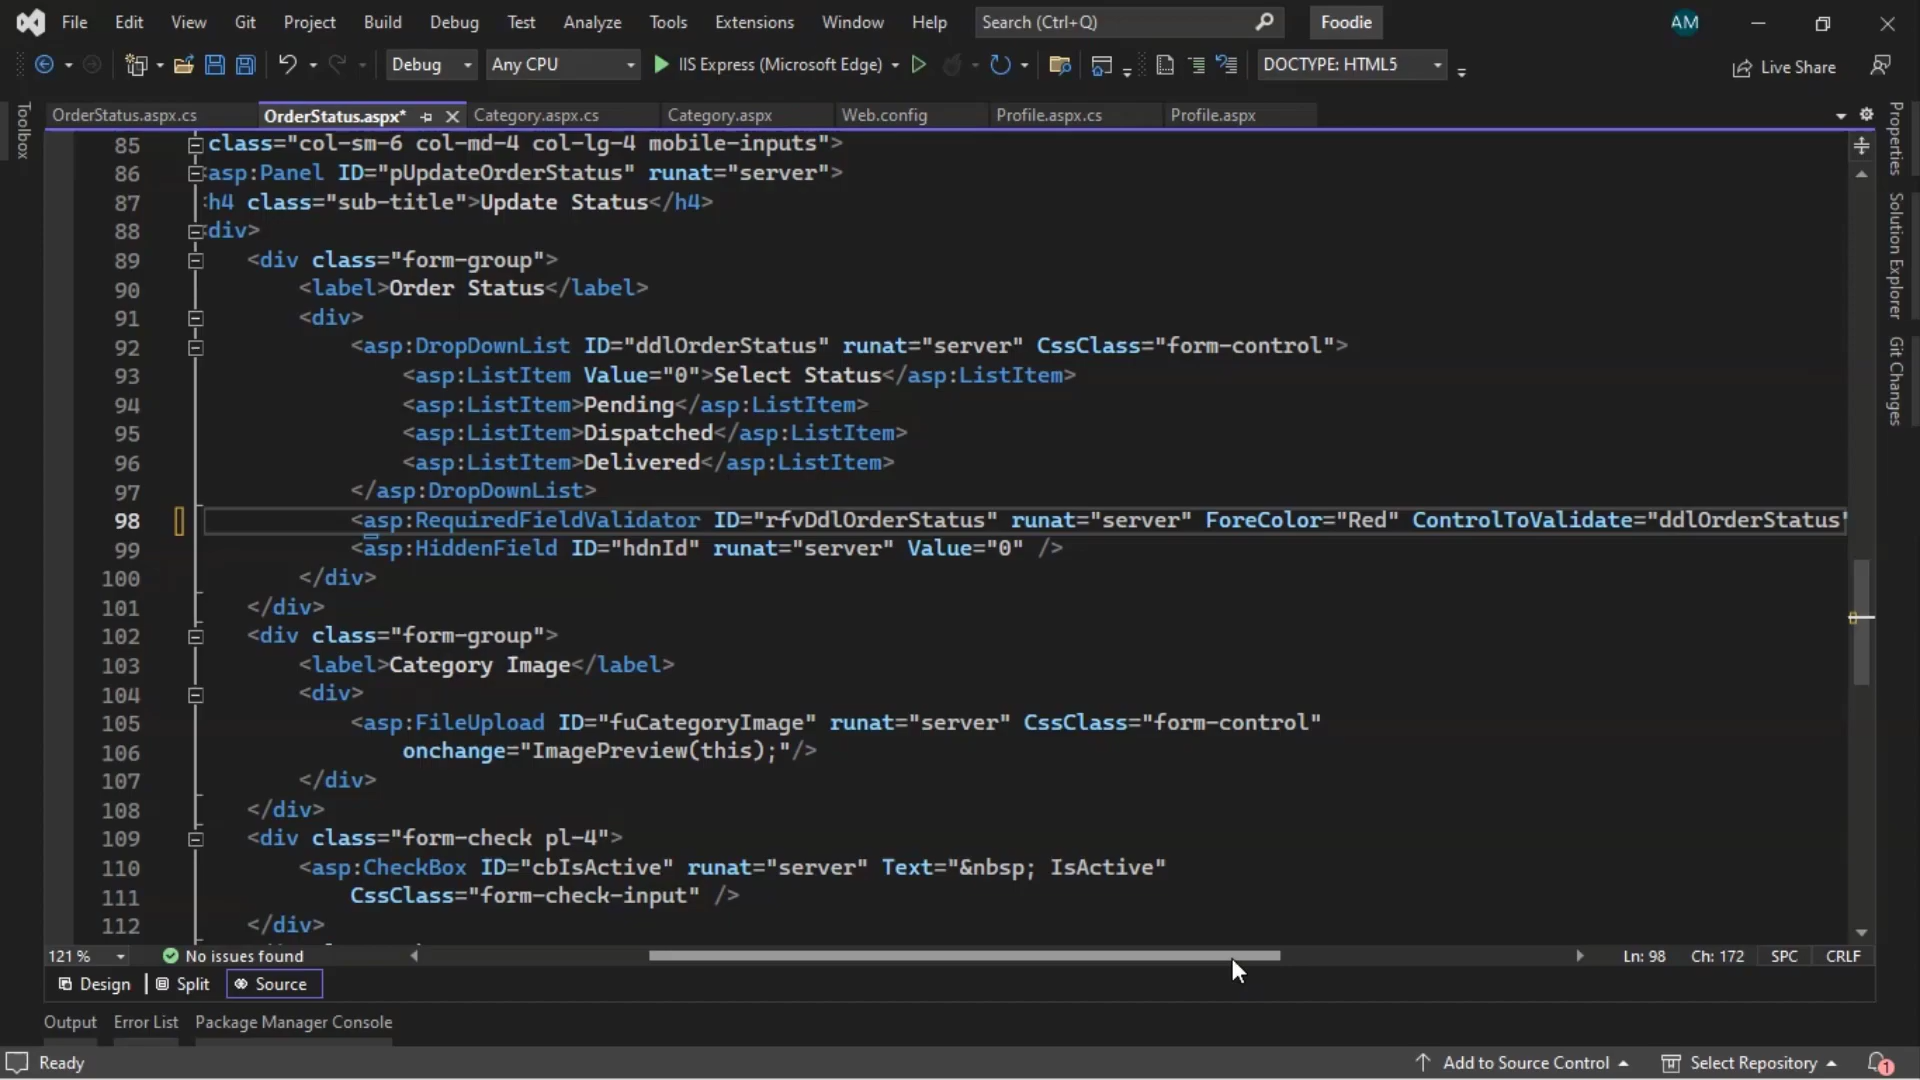 File Edit View Git Project Build Debug Test Analyze Tools Extensions Window Help Search (Ctrl+Q) Foodie AM
Debug Any CPU IIS Express (Microsoft Edge) DOCTYPE: HTML5 Live Share
OrderStatus.aspx.cs OrderStatus.aspx* Category.aspx.cs Category.aspx Web.config Profile.aspx.cs Profile.aspx
Toolbox
Properties
Solution Explorer
Git Changes
85 class="col-sm-6 col-md-4 col-lg-4 mobile-inputs">
86 asp:Panel ID="pUpdateOrderStatus" runat="server">
87 h4 class="sub-title">Update Status</h4>
88 div>
89 <div class="form-group">
90 <label>Order Status</label>
91 <div>
92 <asp:DropDownList ID="ddlOrderStatus" runat="server" CssClass="form-control">
93 <asp:ListItem Value="0">Select Status</asp:ListItem>
94 <asp:ListItem>Pending</asp:ListItem>
95 <asp:ListItem>Dispatched</asp:ListItem>
96 <asp:ListItem>Delivered</asp:ListItem>
97 </asp:DropDownList>
98 <asp:RequiredFieldValidator ID="rfvDdlOrderStatus" runat="server" ForeColor="Red" ControlToValidate="ddlOrderStatus"
99 <asp:HiddenField ID="hdnId" runat="server" Value="0" />
100 </div>
101 </div>
102 <div class="form-group">
103 <label>Category Image</label>
104 <div>
105 <asp:FileUpload ID="fuCategoryImage" runat="server" CssClass="form-control"
106 onchange="ImagePreview(this);"/>
107 </div>
108 </div>
109 <div class="form-check pl-4">
110 <asp:CheckBox ID="cbIsActive" runat="server" Text="&nbsp; IsActive"
111 CssClass="form-check-input" />
112 </div>
121 % No issues found Ln: 98 Ch: 172 SPC CRLF
Design Split Source
Output Error List Package Manager Console
Ready Add to Source Control Select Repository 1